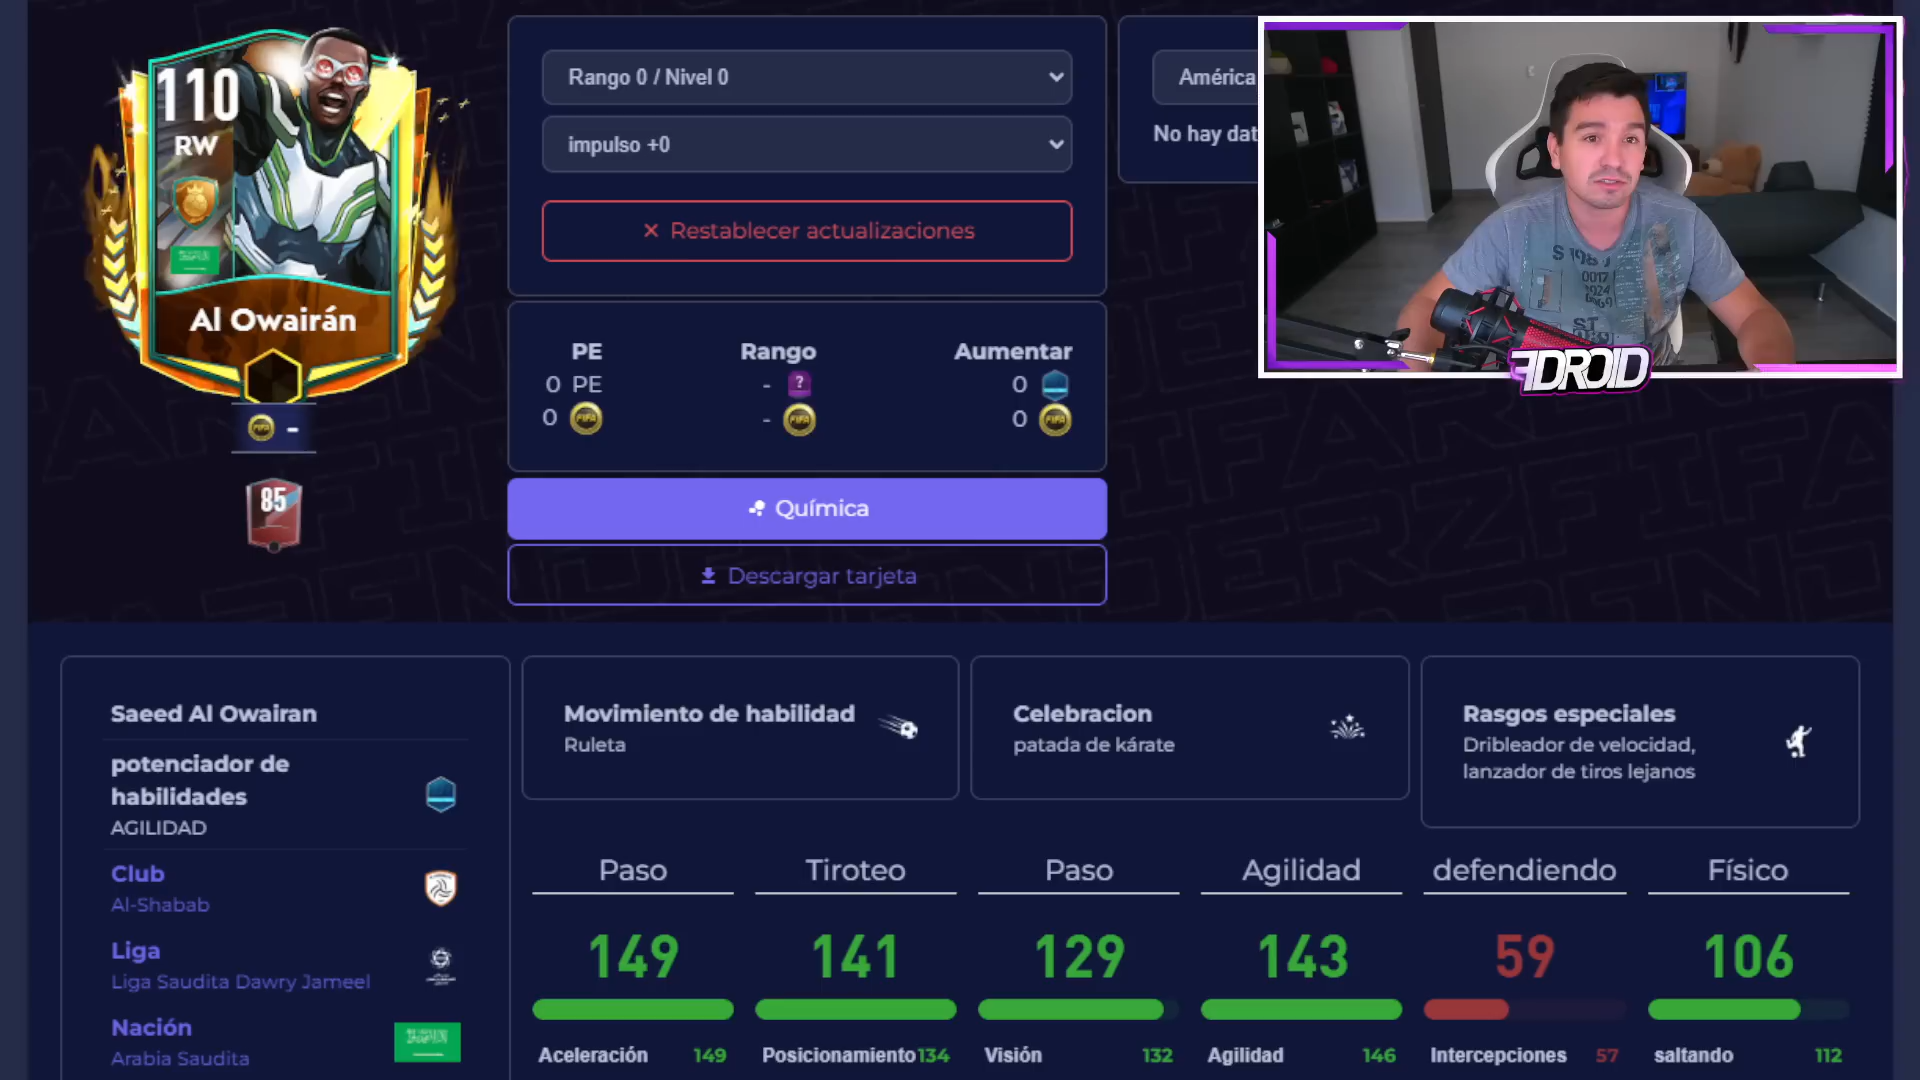 110
RW
Al Owairán
-
85
Rango 0 / Nivel 0
impulso +0
× Restablecer actualizaciones
PE
Rango
Aumentar
0 PE
-
?
0
0
-
0
Química
Descargar tarjeta
América
No hay dat
FDROID
Saeed Al Owairan
potenciador de
habilidades
AGILIDAD
Club
Al-Shabab
Liga
Liga Saudita Dawry Jameel
Nación
Arabia Saudita
Movimiento de habilidad
Ruleta
Celebracion
patada de kárate
Rasgos especiales
Dribleador de velocidad,
lanzador de tiros lejanos
Paso
Tiroteo
Paso
Agilidad
defendiendo
Físico
149
141
129
143
59
106
Aceleración 149
Posicionamiento 134
Visión 132
Agilidad 146
Intercepciones 57
saltando 112